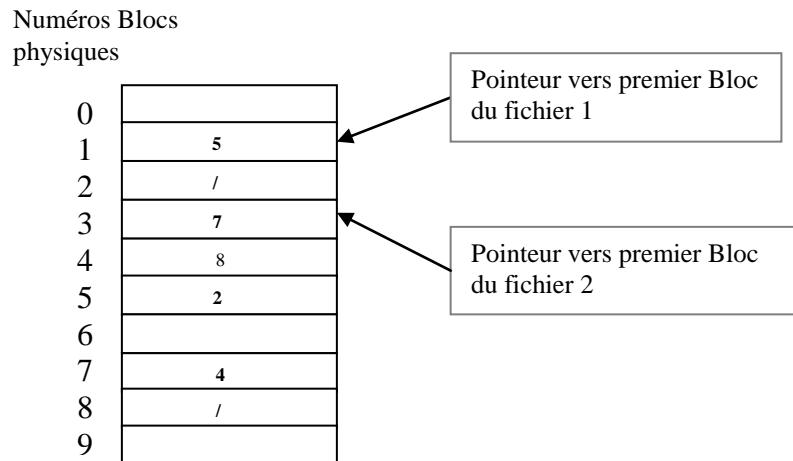 Numéros Blocs
physiques
Pointeur vers premier Bloc
du fichier 1
0
1 5
2 /
3 7
4 8
5 2
6
7 4
8 /
9
Pointeur vers premier Bloc
du fichier 2